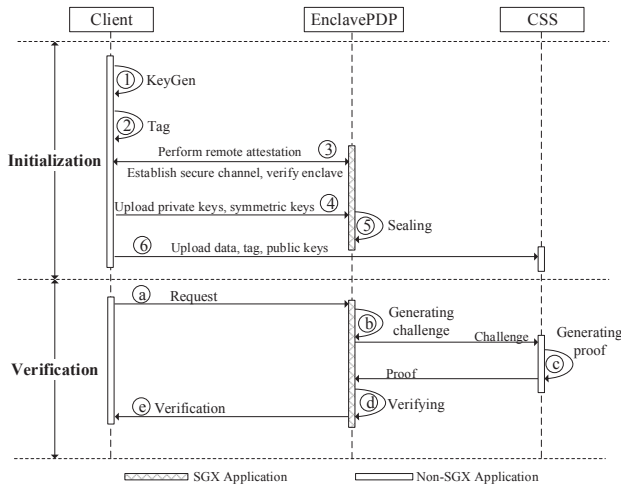 Client
EnclavePDP
CSS
1 KeyGen
2 Tag
Initialization
Perform remote attestation 3
Establish secure channel, verify enclave
Upload private keys, symmetric keys 4
5 Sealing
6
Upload data, tag, public keys
a Request
b Generating
challenge
Challenge
Generating
proof
c
Verification
Proof
d Verifying
e Verification
SGX Application
Non-SGX Application